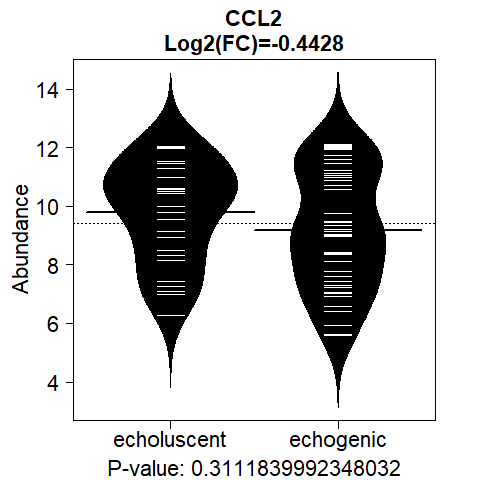 CCL2
Log2(FC)=-0.4428
Abundance
14
12
10
8
6
4
echoluscent
echogenic
P-value: 0.3111839992348032